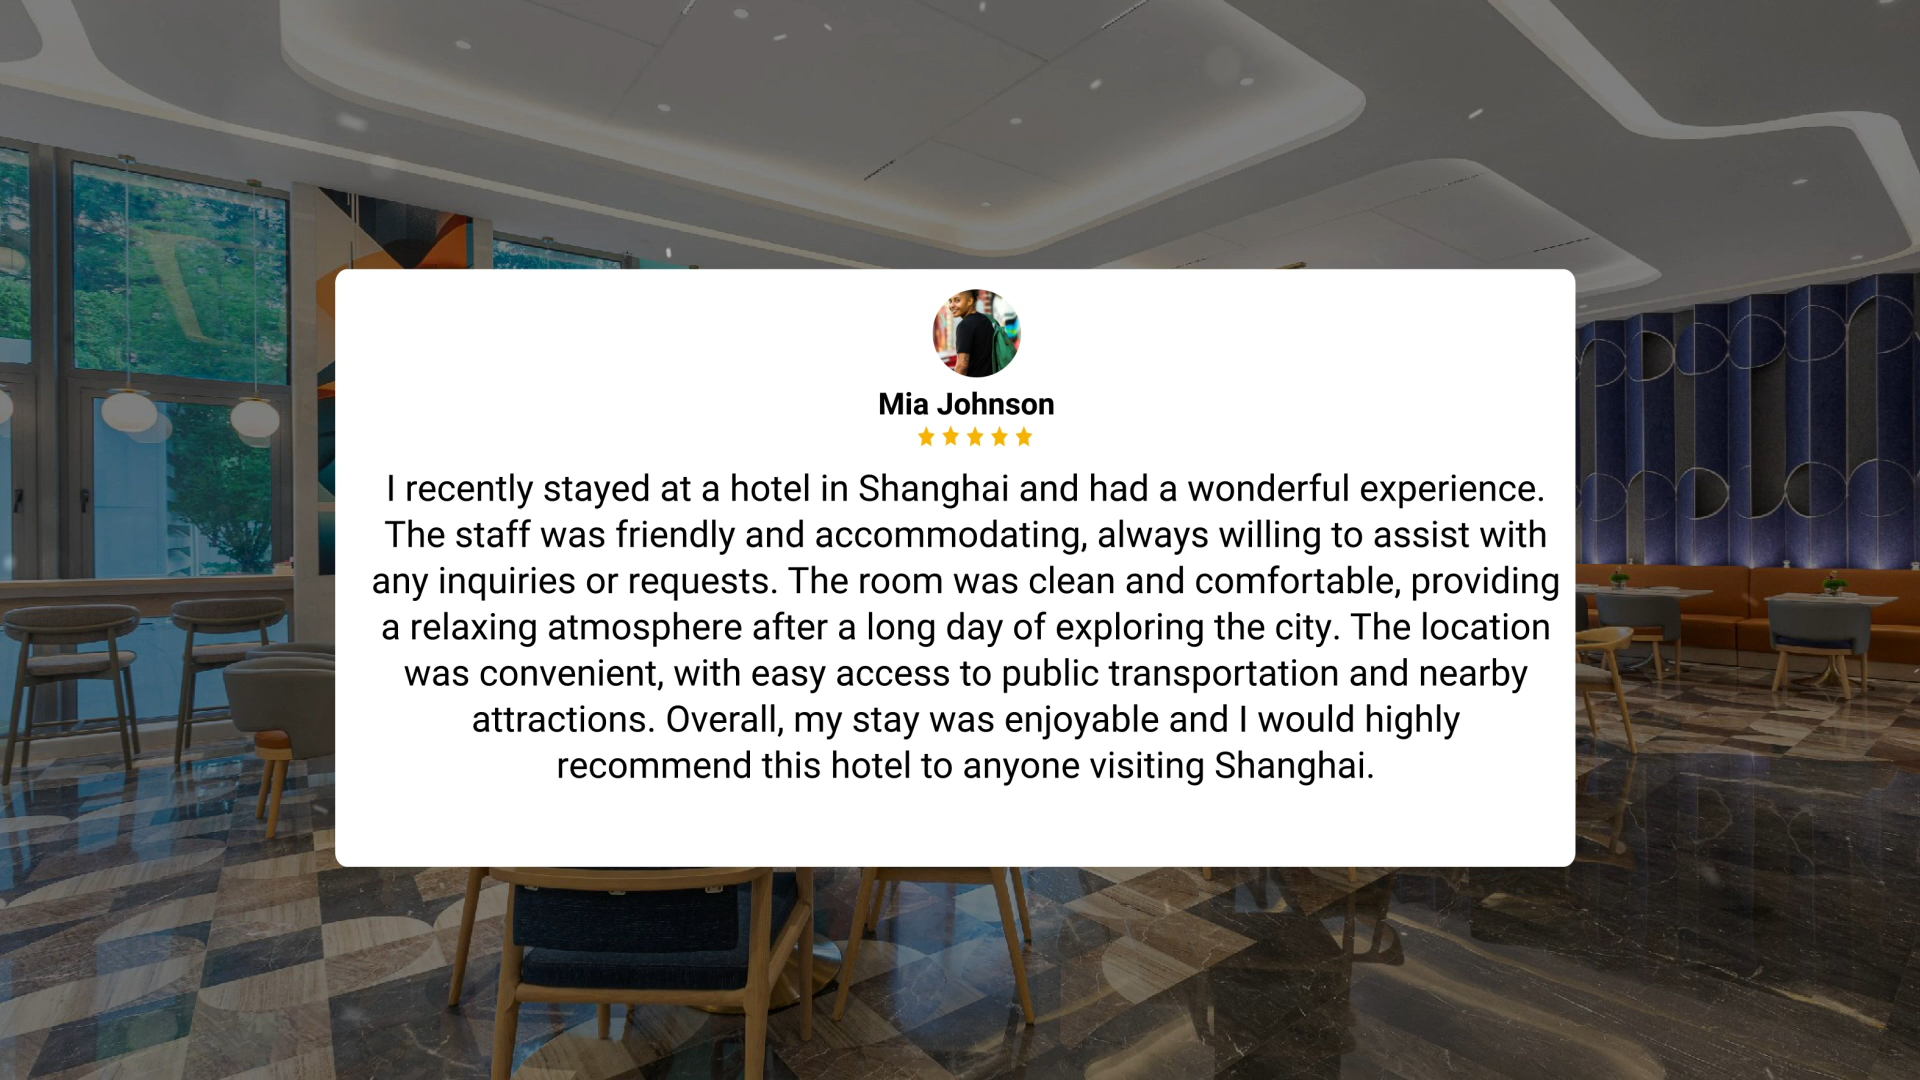 Mia Johnson
I recently stayed at a hotel in Shanghai and had a wonderful experience.
The staff was friendly and accommodating, always willing to assist with
any inquiries or requests. The room was clean and comfortable, providing
a relaxing atmosphere after a long day of exploring the city. The location
was convenient, with easy access to public transportation and nearby
attractions. Overall, my stay was enjoyable and I would highly
recommend this hotel to anyone visiting Shanghai.